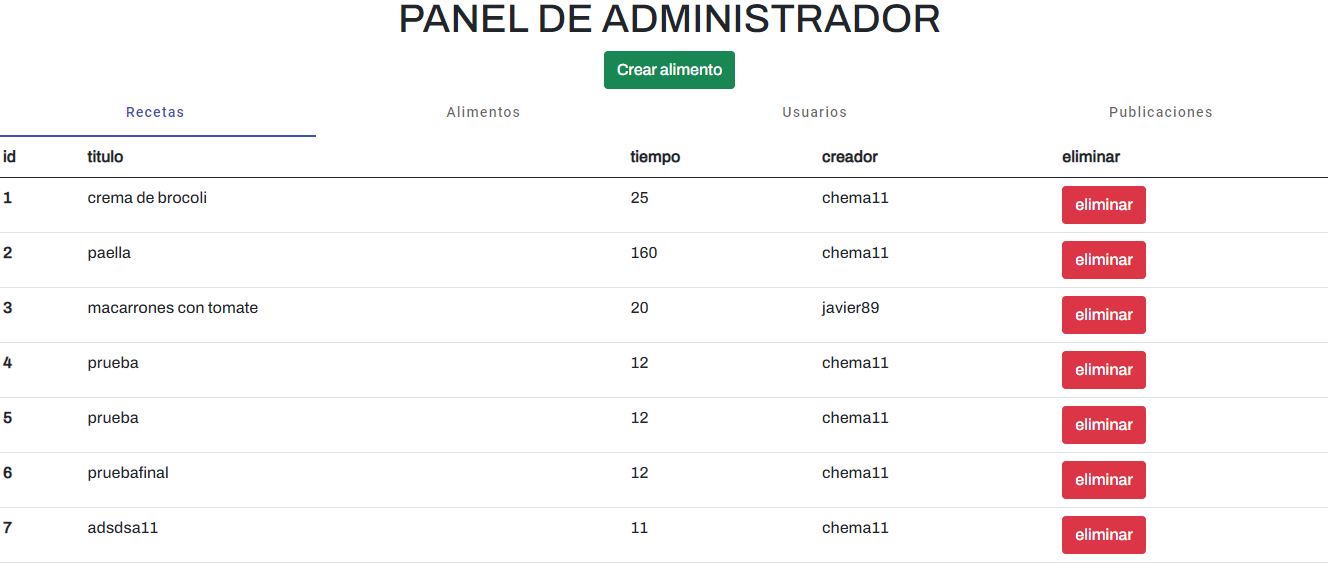 PANEL DE ADMINISTRADOR
Crear alimento
Recetas Alimentos Usuarios Publicaciones
id titulo tiempo creador eliminar
1 crema de brocoli 25 chema11 eliminar
2 paella 160 chema11 eliminar
3 macarrones con tomate 20 javier89 eliminar
4 prueba 12 chema11 eliminar
5 prueba 12 chema11 eliminar
6 pruebafinal 12 chema11 eliminar
7 adsdsa11 11 chema11 eliminar